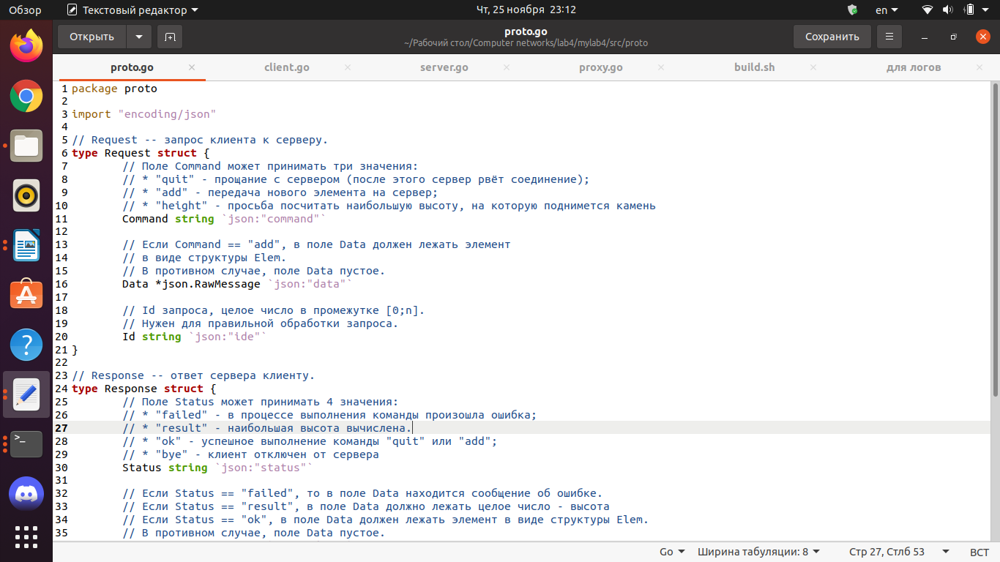 Обзор
Текстовый редактор
Чт, 25 ноября 23:12
en
Открыть
proto.go
~/Рабочий стол/Computer networks/lab4/mylab4/src/proto
Сохранить
proto.go
client.go
server.go
proxy.go
build.sh
для логов
1 package proto
2
3 import "encoding/json"
4
5 // Request -- запрос клиента к серверу.
6 type Request struct {
7 // Поле Command может принимать три значения:
8 // * "quit" - прощание с сервером (после этого сервер рвёт соединение);
9 // * "add" - передача нового элемента на сервер;
10 // * "height" - просьба посчитать наибольшую высоту, на которую поднимется камень
11 Command string `json:"command"`
12
13 // Если Command == "add", в поле Data должен лежать элемент
14 // в виде структуры Elem.
15 // В противном случае, поле Data пустое.
16 Data *json.RawMessage `json:"data"`
17
18 // Id запроса, целое число в промежутке [0;n].
19 // Нужен для правильной обработки запроса.
20 Id string `json:"ide"`
21 }
22
23 // Response -- ответ сервера клиенту.
24 type Response struct {
25 // Поле Status может принимать 4 значения:
26 // * "failed" - в процессе выполнения команды произошла ошибка;
27 // * "result" - наибольшая высота вычислена.
28 // * "ok" - успешное выполнение команды "quit" или "add";
29 // * "bye" - клиент отключен от сервера
30 Status string `json:"status"`
31
32 // Если Status == "failed", то в поле Data находится сообщение об ошибке.
33 // Если Status == "result", в поле Data должно лежать целое число - высота
34 // Если Status == "ok", в поле Data должен лежать элемент в виде структуры Elem.
35 // В противном случае, поле Data пустое.
Go
Ширина табуляции: 8
Стр 27, Стлб 53
ВСТ